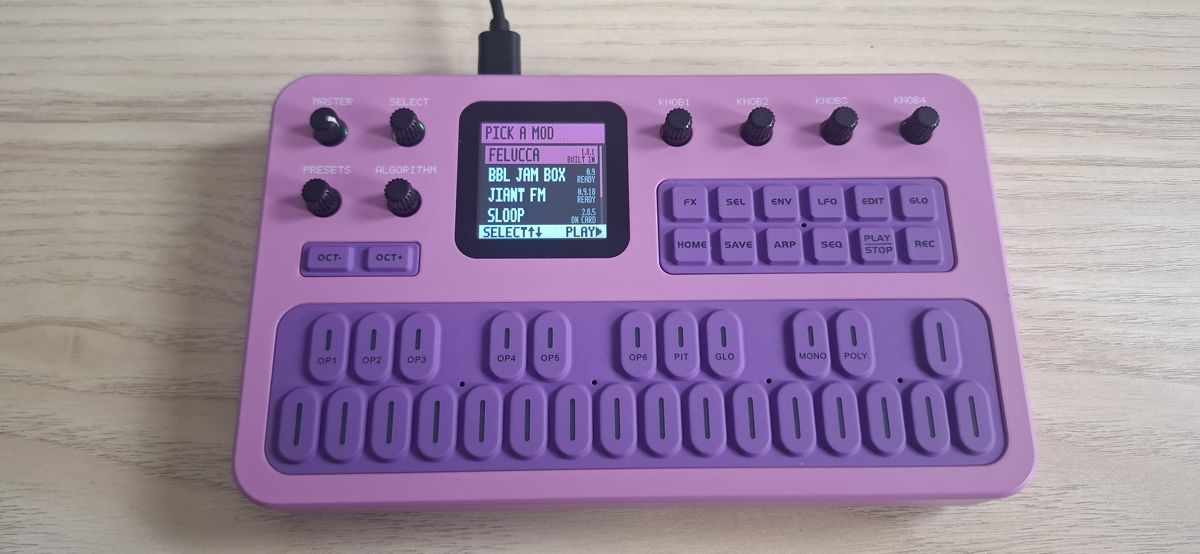 MASTER SELECT
PRESETS ALGORITHM
OCT- OCT+
PICK A MOD
FELUCCA 1.8.1 BUILT IN
BBL JAM BOX 0.9 READY
JIANT FM 0.9.18 READY
SLOOP 2.8.5 ON CARD
SELECT↑↓ PLAY▶
KNOB1 KNOB2 KNOB3 KNOB4
FX SEL ENV LFO EDIT GLO
HOME SAVE ARP SEQ PLAY STOP REC
OP1 OP2 OP3 OP4 OP5 OP6 PIT GLO MONO POLY